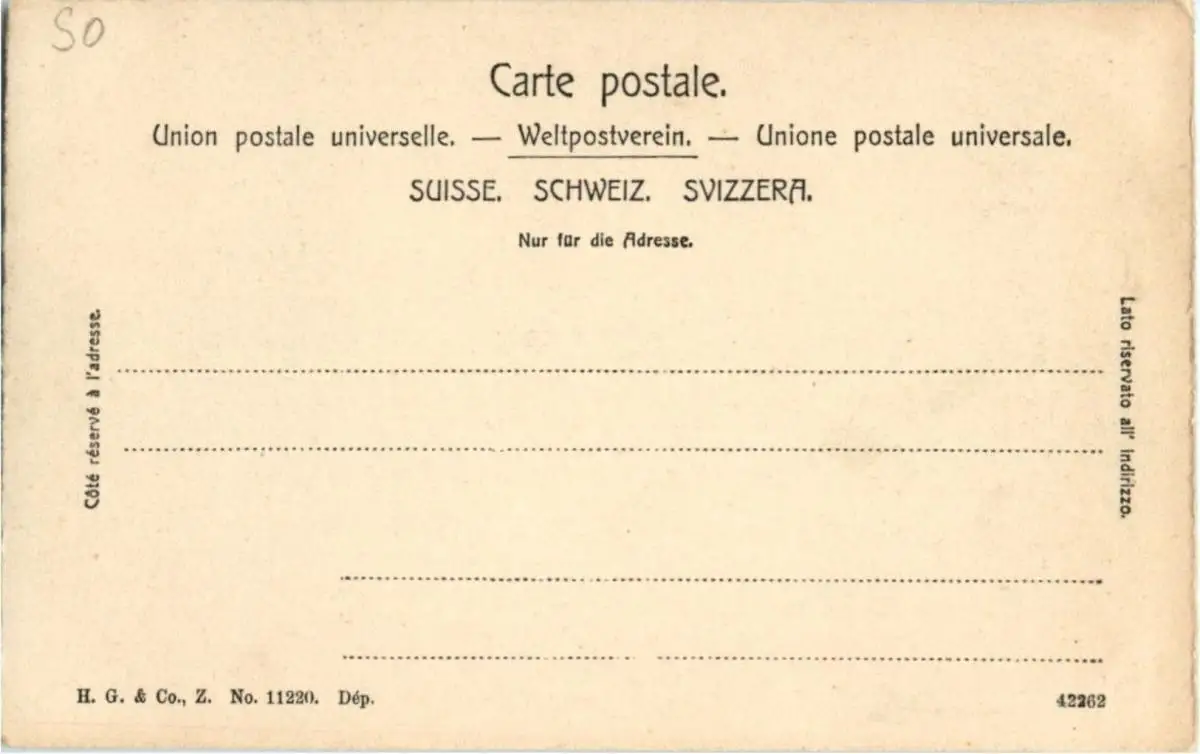 SO
Carte postale.
Union postale universelle. — Weltpostverein. — Unione postale universale.
SUISSE. SCHWEIZ. SVIZZERA.
Nur für die Adresse.
Côté réservé à l'adresse.
Lato riservato all' indirizzo.
H. G. & Co., Z. No. 11220. Dép.
42262